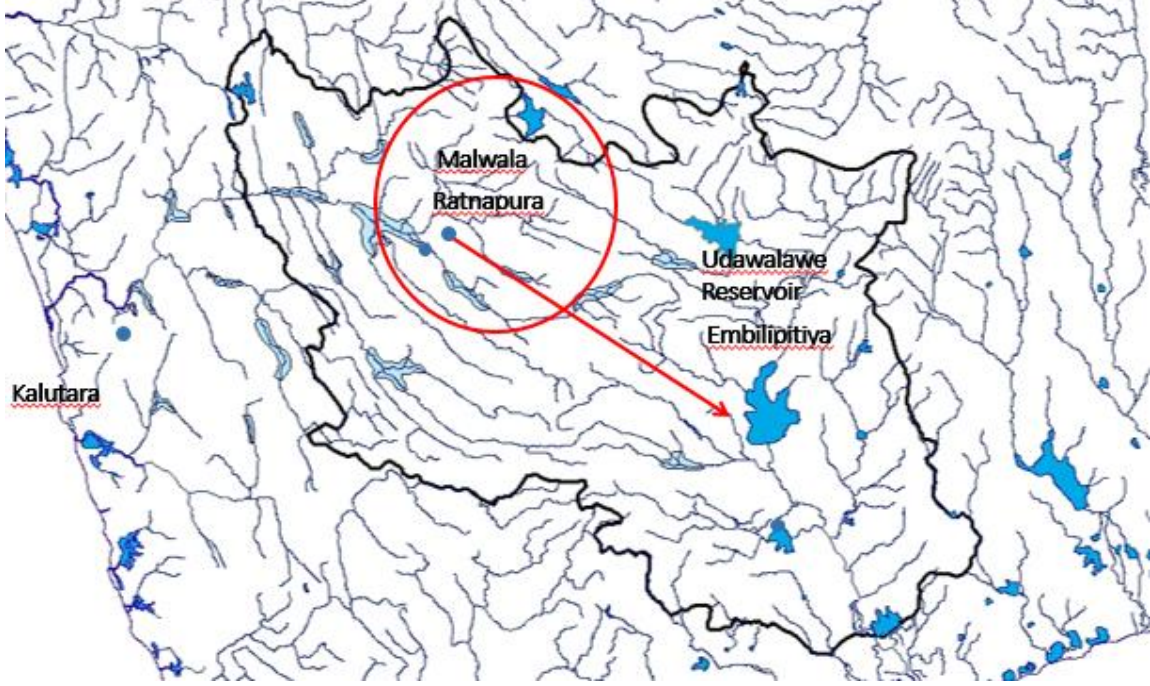 Malwala
Ratnapura
Udawalawe
Reservoir
Embilipitiya
Kalutara